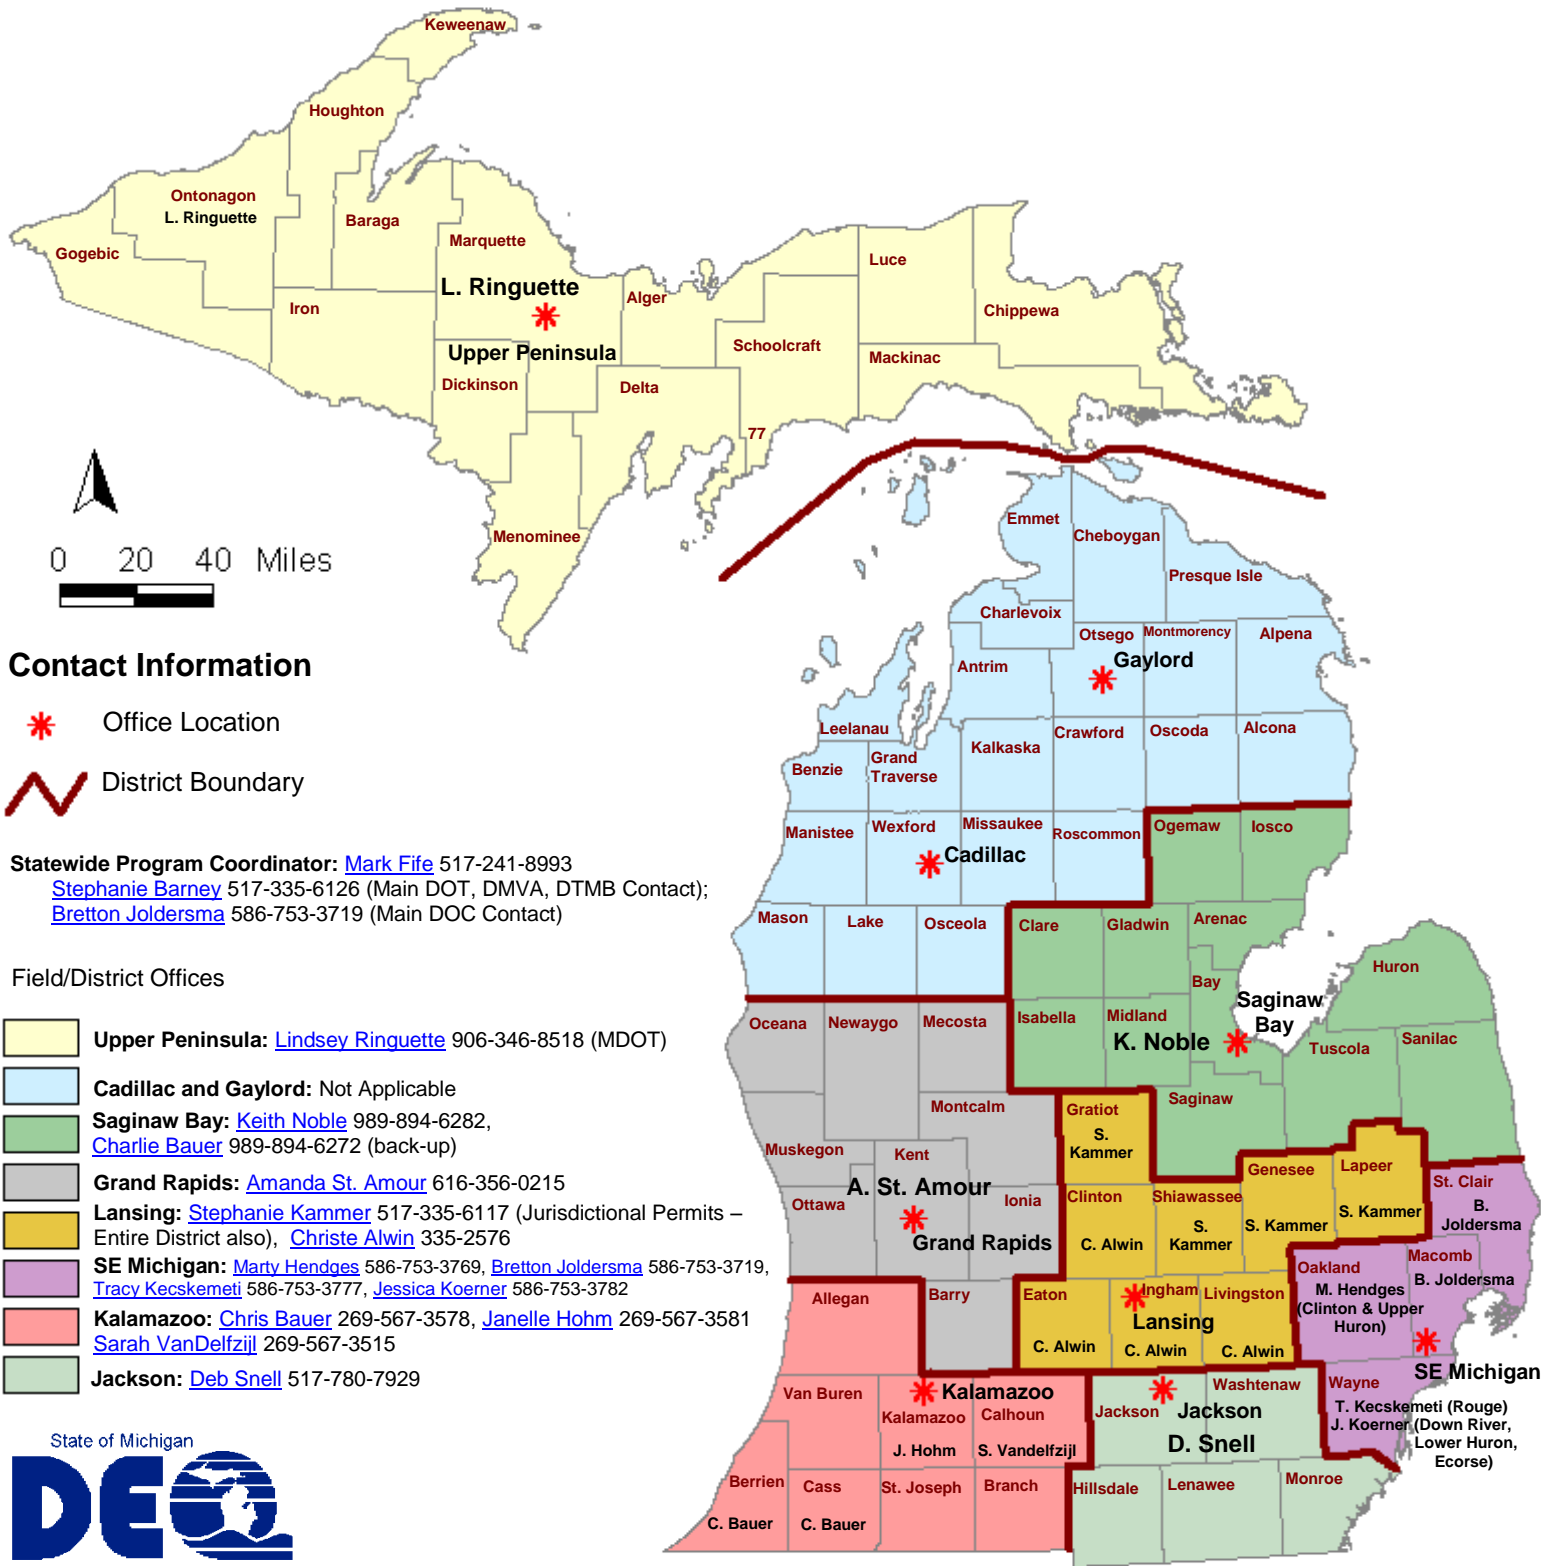 Keweenaw
Houghton
Ontonagon
L. Ringuette
Baraga
Gogebic
Marquette
Luce
L. Ringuette
Alger
Iron
Chippewa
Schoolcraft
Upper Peninsula
Mackinac
Dickinson
Delta
77
Menominee
0 20 40 Miles
Emmet
Cheboygan
Presque Isle
Charlevoix
Otsego
Montmorency
Alpena
Gaylord
Antrim
Leelanau
Kalkaska
Crawford
Oscoda
Alcona
Benzie
Grand
Traverse
Manistee
Wexford
Missaukee
Roscommon
Ogemaw
Iosco
Cadillac
Mason
Lake
Osceola
Clare
Gladwin
Arenac
Huron
Bay
Saginaw
Bay
Oceana
Newaygo
Mecosta
Isabella
Midland
K. Noble
Tuscola
Sanilac
Montcalm
Gratiot
S.
Kammer
Saginaw
Muskegon
Kent
Genesee
Lapeer
St. Clair
B.
Joldersma
A. St. Amour
Ottawa
Ionia
Clinton
Shiawassee
S. Kammer
S. Kammer
S.
Kammer
C. Alwin
Grand Rapids
Oakland
Macomb
M. Hendges
B. Joldersma
(Clinton & Upper
Huron)
Allegan
Barry
Eaton
Ingham
Livingston
Lansing
C. Alwin
C. Alwin
C. Alwin
SE Michigan
Van Buren
Kalamazoo
Kalamazoo
Calhoun
J. Hohm
S. Vandelfzijl
Jackson
Jackson
Washtenaw
D. Snell
Wayne
T. Kecskemeti (Rouge)
J. Koerner (Down River,
Lower Huron,
Ecorse)
Berrien
Cass
St. Joseph
Branch
Hillsdale
Lenawee
Monroe
C. Bauer
C. Bauer
Contact Information
Office Location
District Boundary
Statewide Program Coordinator: Mark Fife 517-241-8993
Stephanie Barney 517-335-6126 (Main DOT, DMVA, DTMB Contact);
Bretton Joldersma 586-753-3719 (Main DOC Contact)
Field/District Offices
Upper Peninsula: Lindsey Ringuette 906-346-8518 (MDOT)
Cadillac and Gaylord: Not Applicable
Saginaw Bay: Keith Noble 989-894-6282,
Charlie Bauer 989-894-6272 (back-up)
Grand Rapids: Amanda St. Amour 616-356-0215
Lansing: Stephanie Kammer 517-335-6117 (Jurisdictional Permits –
Entire District also), Christe Alwin 335-2576
SE Michigan: Marty Hendges 586-753-3769, Bretton Joldersma 586-753-3719,
Tracy Kecskemeti 586-753-3777, Jessica Koerner 586-753-3782
Kalamazoo: Chris Bauer 269-567-3578, Janelle Hohm 269-567-3581
Sarah VanDelfzijl 269-567-3515
Jackson: Deb Snell 517-780-7929
State of Michigan
DEQ